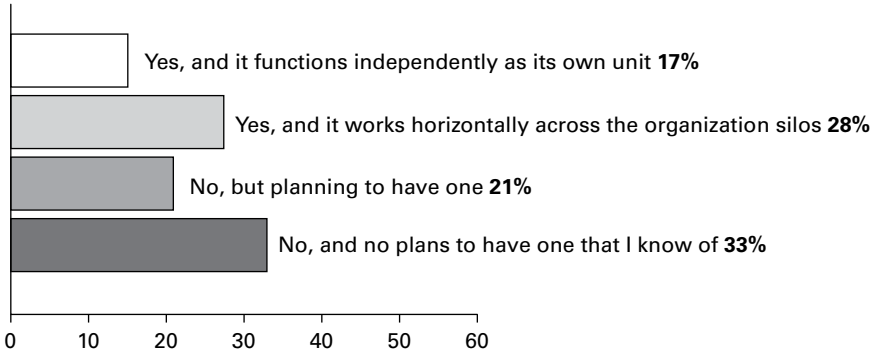 Yes, and it functions independently as its own unit 17%
Yes, and it works horizontally across the organization silos 28%
No, but planning to have one 21%
No, and no plans to have one that I know of 33%
0 10 20 30 40 50 60